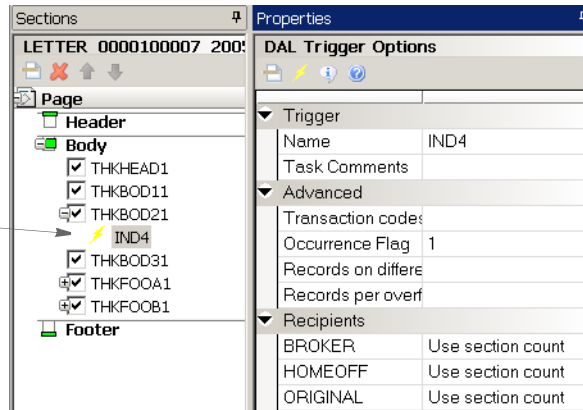 Sections
LETTER 0000100007 200
Page
Header
Body
THKHEAD1
THKBOD11
THKBOD21
IND4
THKBOD31
THKFOOA1
THKFOOB1
Footer
Properties
DAL Trigger Options
Trigger
Name IND4
Task Comments
Advanced
Transaction codes
Occurrence Flag 1
Records on differe
Records per overf
Recipients
BROKER Use section count
HOMEOFF Use section count
ORIGINAL Use section count